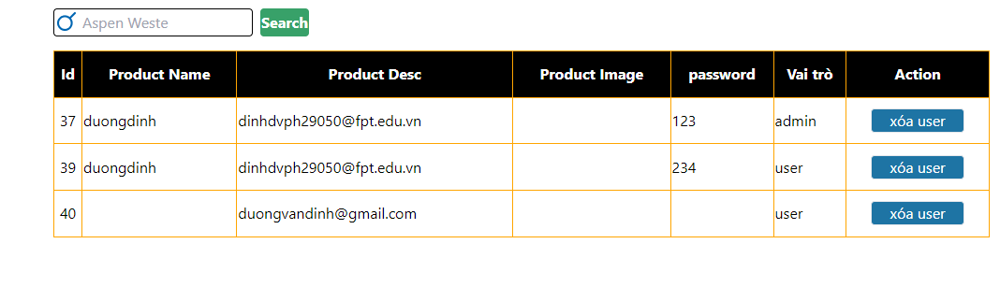 Aspen Weste Search
Id Product Name Product Desc Product Image password Vai trò Action
37 duongdinh dinhdvph29050@fpt.edu.vn 123 admin xóa user
39 duongdinh dinhdvph29050@fpt.edu.vn 234 user xóa user
40 duongvandinh@gmail.com user xóa user